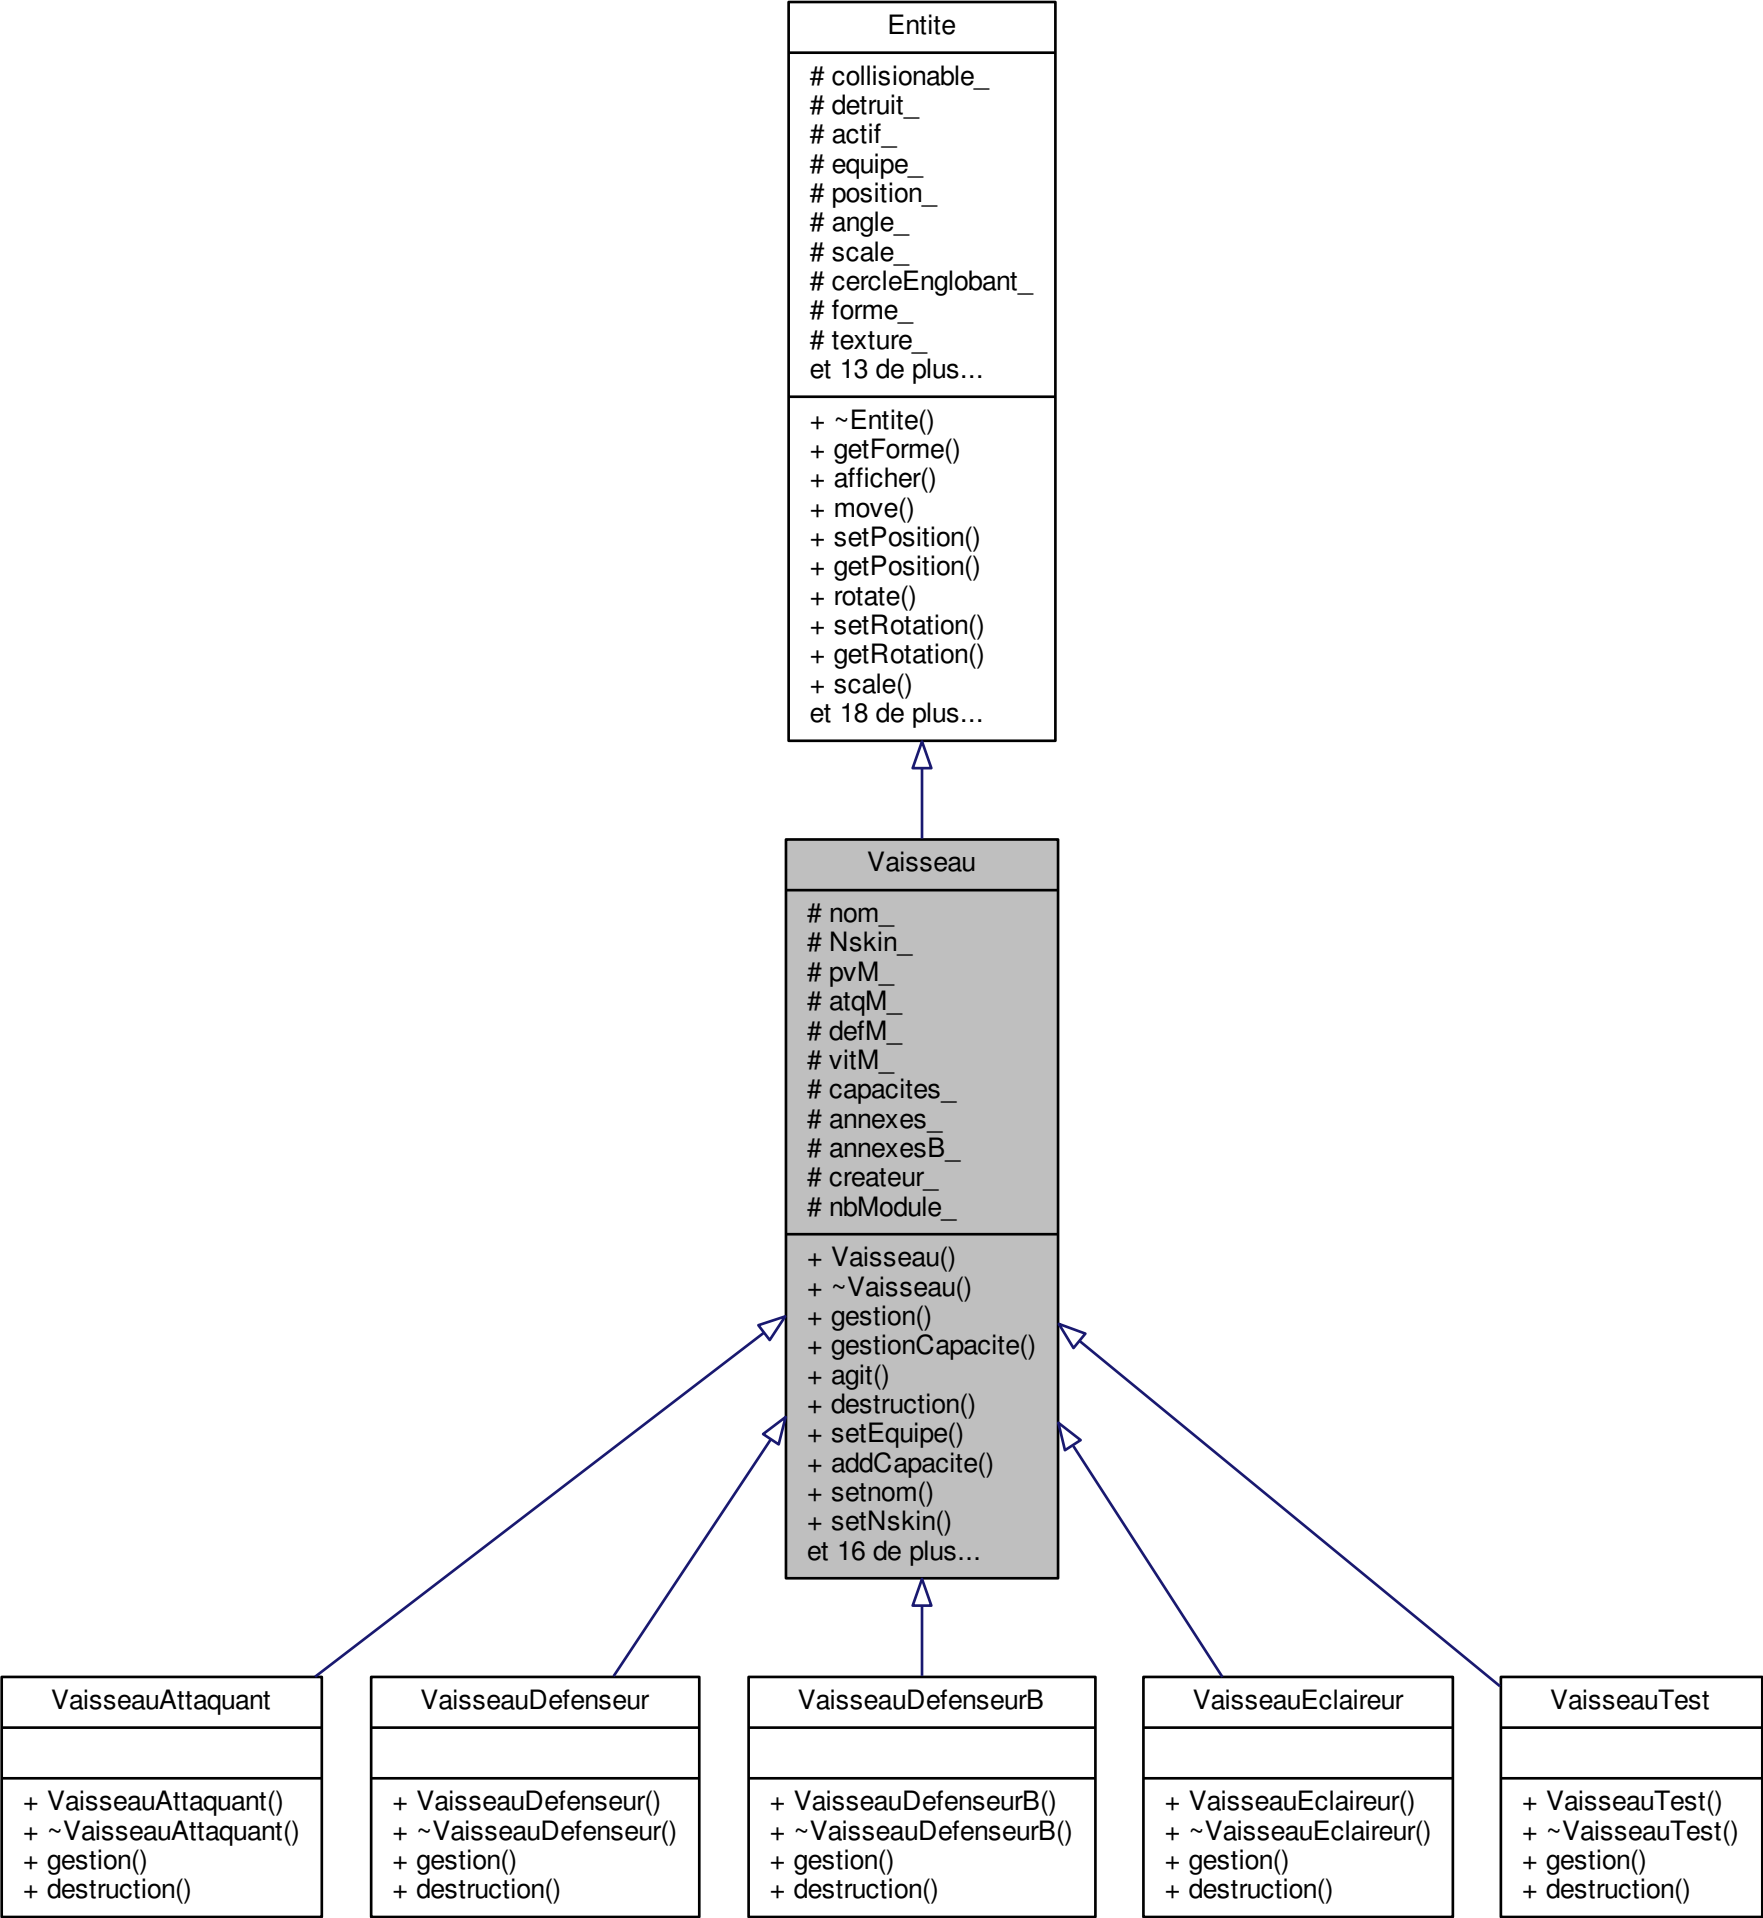 Entite
# collisionable_
# detruit_
# actif_
# equipe_
# position_
# angle_
# scale_
# cercleEnglobant_
# forme_
# texture_
et 13 de plus...
+ ~Entite()
+ getForme()
+ afficher()
+ move()
+ setPosition()
+ getPosition()
+ rotate()
+ setRotation()
+ getRotation()
+ scale()
et 18 de plus...
Vaisseau
# nom_
# Nskin_
# pvM_
# atqM_
# defM_
# vitM_
# capacites_
# annexes_
# annexesB_
# createur_
# nbModule_
+ Vaisseau()
+ ~Vaisseau()
+ gestion()
+ gestionCapacite()
+ agit()
+ destruction()
+ setEquipe()
+ addCapacite()
+ setnom()
+ setNskin()
et 16 de plus...
VaisseauAttaquant
+ VaisseauAttaquant()
+ ~VaisseauAttaquant()
+ gestion()
+ destruction()
VaisseauDefenseur
+ VaisseauDefenseur()
+ ~VaisseauDefenseur()
+ gestion()
+ destruction()
VaisseauDefenseurB
+ VaisseauDefenseurB()
+ ~VaisseauDefenseurB()
+ gestion()
+ destruction()
VaisseauEclaireur
+ VaisseauEclaireur()
+ ~VaisseauEclaireur()
+ gestion()
+ destruction()
VaisseauTest
+ VaisseauTest()
+ ~VaisseauTest()
+ gestion()
+ destruction()